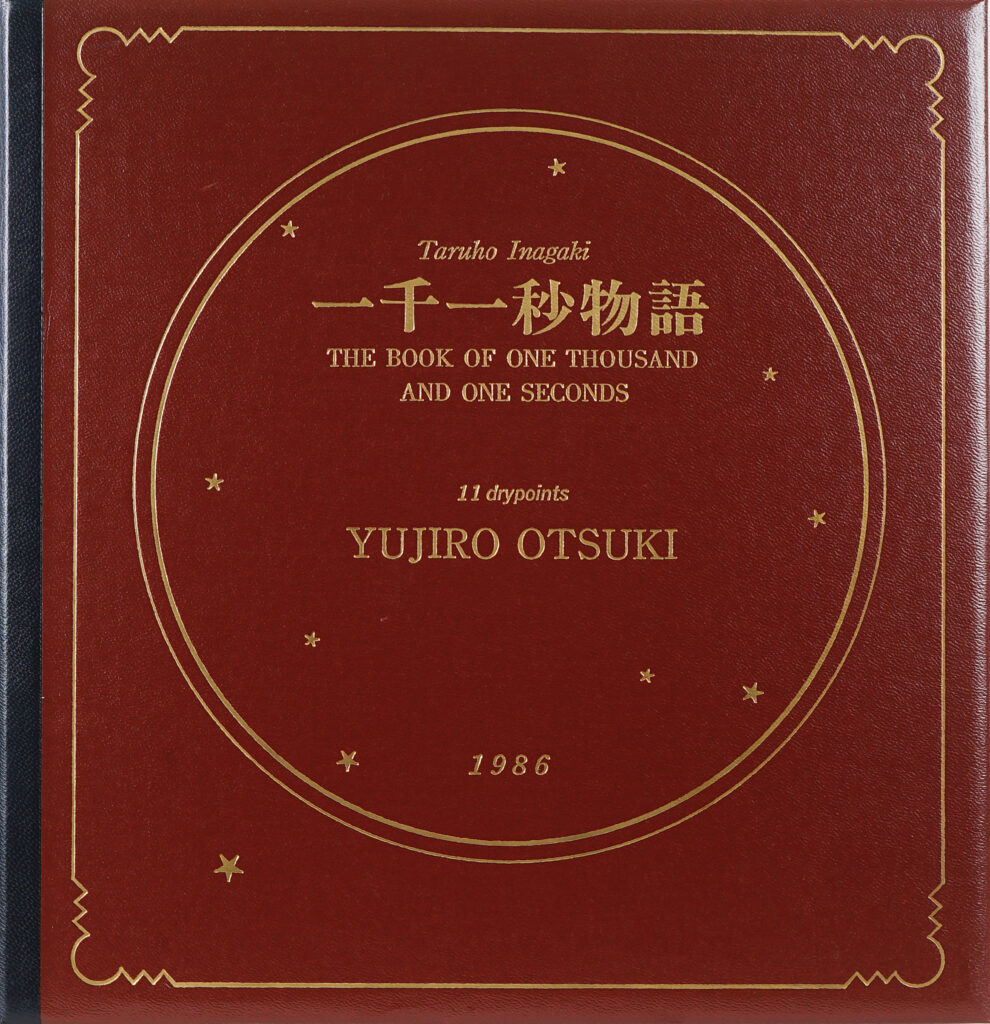 Taruho Inagaki
一千一秒物語
THE BOOK OF ONE THOUSAND
AND ONE SECONDS
11 drypoints
YUJIRO OTSUKI
1986